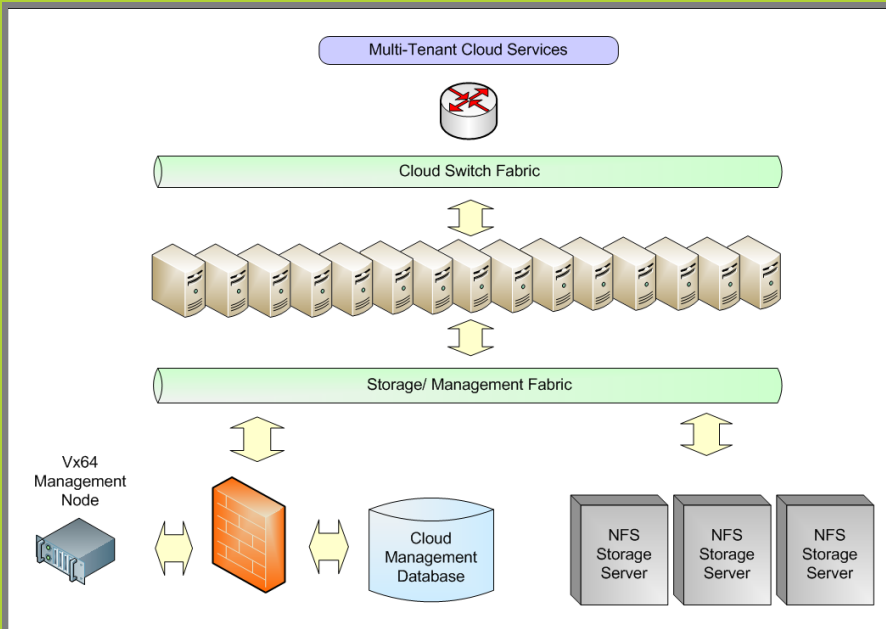 Multi-Tenant Cloud Services
Cloud Switch Fabric
Storage/ Management Fabric
Vx64
Management
Node
Cloud
Management
Database
NFS
Storage
Server
NFS
Storage
Server
NFS
Storage
Server